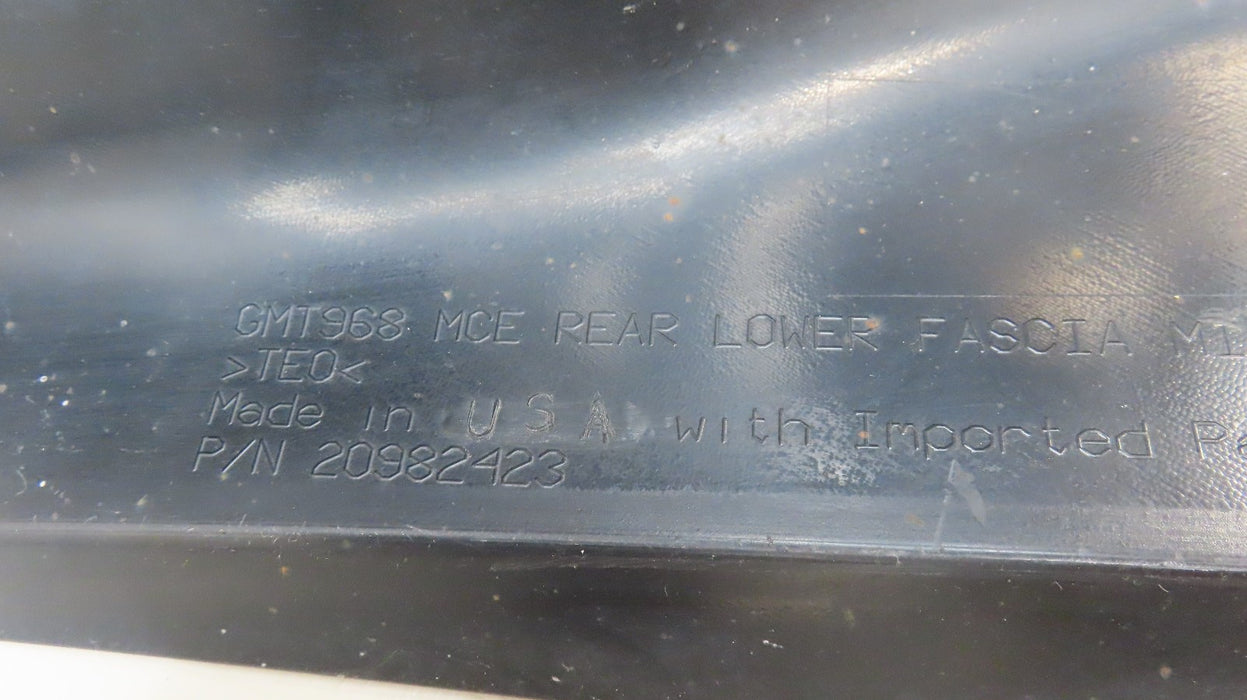 GMT968 MCE REAR LOWER FASCIA
>TEO<
Made in USA with Imported
P/N 20982423